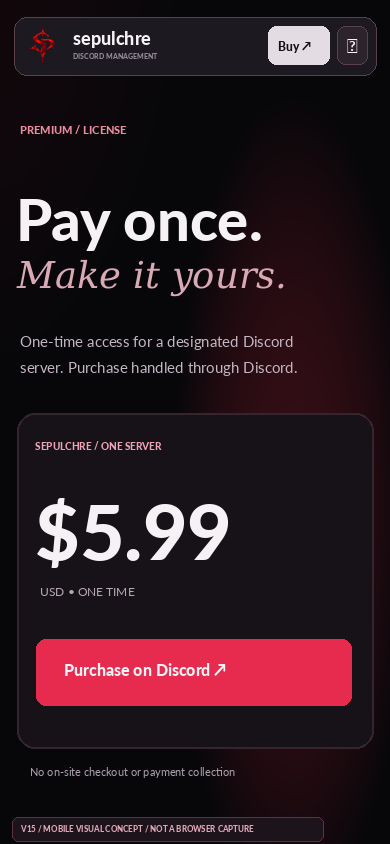 sepulchre
DISCORD MANAGEMENT
Buy ↗
PREMIUM / LICENSE
Pay once.
Make it yours.
One-time access for a designated Discord
server. Purchase handled through Discord.
SEPULCHRE / ONE SERVER
$5.99
USD • ONE TIME
Purchase on Discord ↗
No on-site checkout or payment collection
V15 / MOBILE VISUAL CONCEPT / NOT A BROWSER CAPTURE